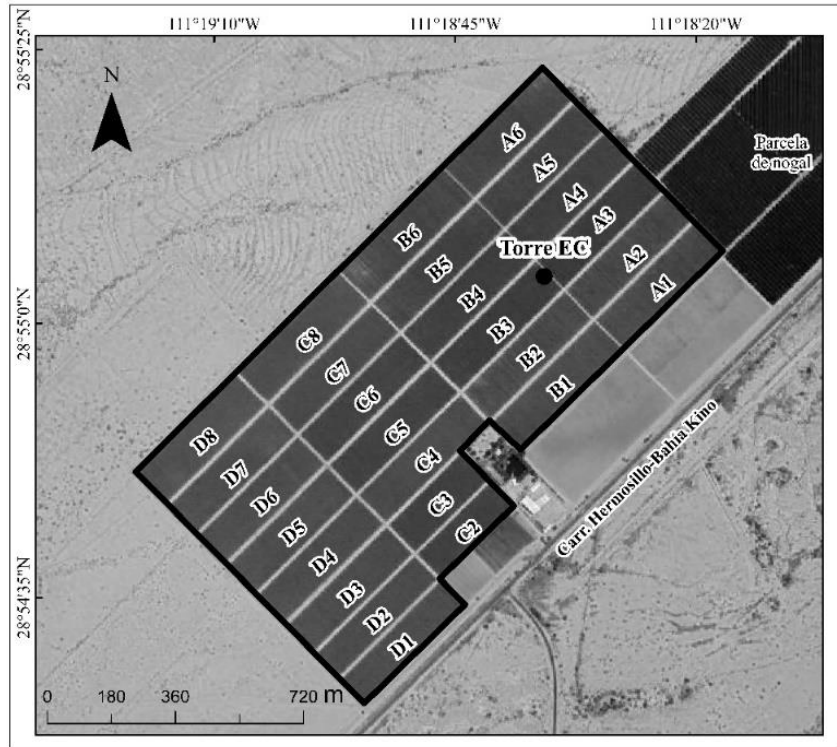 111°19'10"W
111°18'45"W
111°18'20"W
28°55'25"N
28°55'0"N
28°54'35"N
N
Parcela
de nogal
A6
A5
A4
A3
A2
A1
Torre EC
B6
B5
B4
B3
B2
B1
C8
C7
C6
C5
C4
C3
C2
D8
D7
D6
D5
D4
D3
D2
D1
Carr. Hermosillo-Bahía Kino
0 180 360 720 m